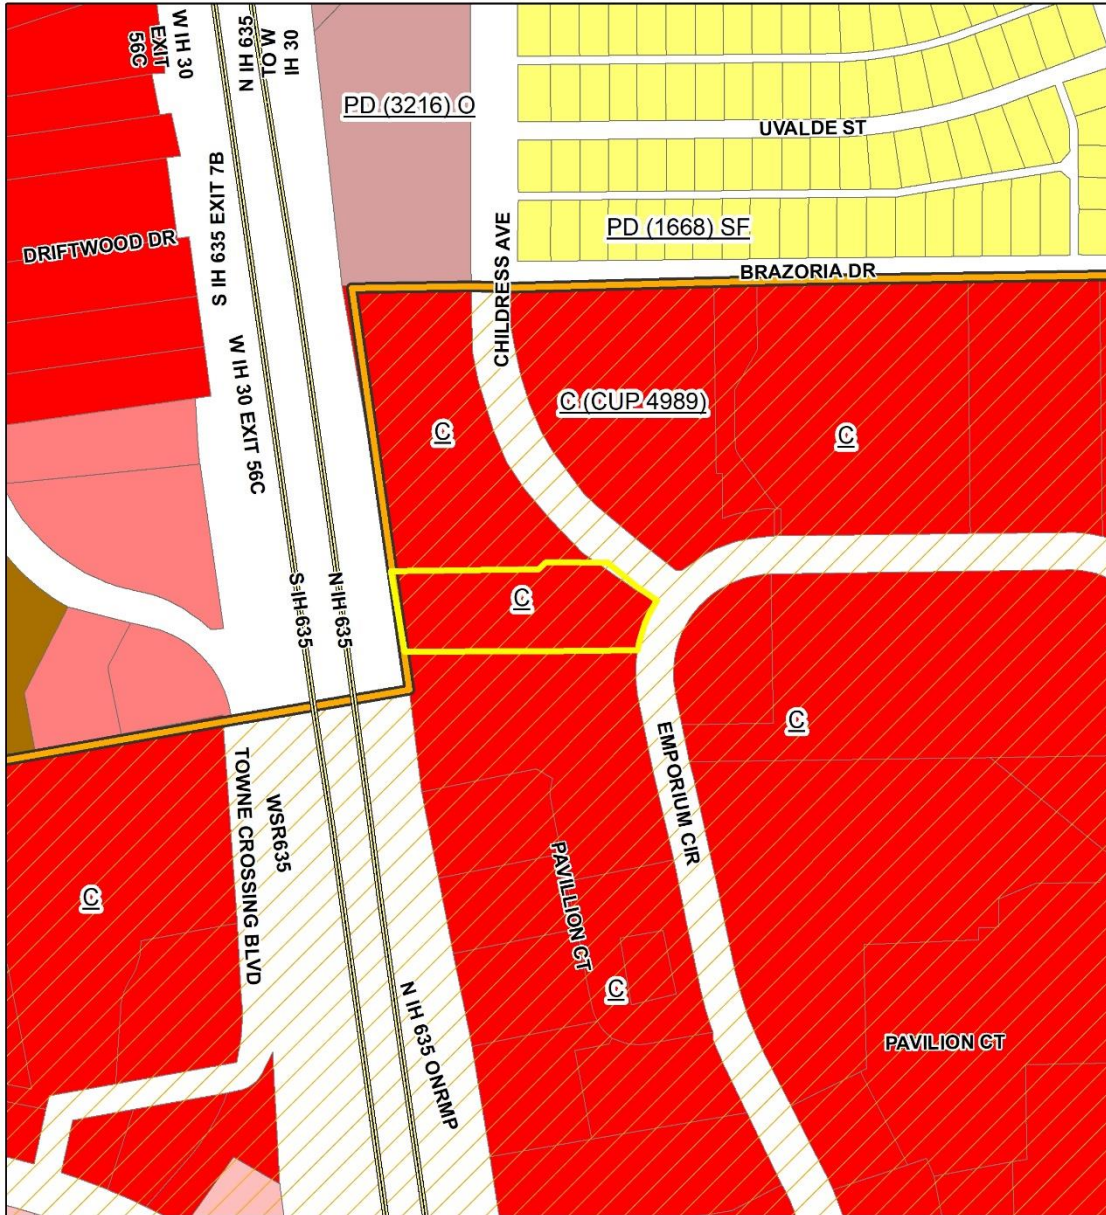 W IH 30
EXIT
56C
N IH 635
TO W
IH 30
PD (3216) O
UVALDE ST
S IH 635 EXIT 7B
DRIFTWOOD DR
CHILDRESS AVE
PD (1668) SF
BRAZORIA DR
W IH 30 EXIT 56C
C (CUP 4989)
C
C
S IH 635
N IH 635
C
C
TOWNE CROSSING BLVD
WSR635
EMPORIUM CIR
PAVILLION CT
C
C
N IH 635 ONRMP
PAVILION CT